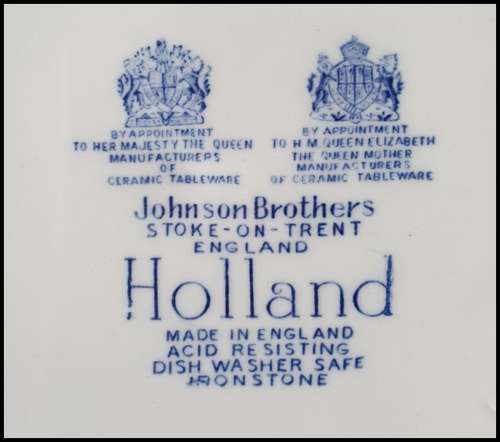 BY APPOINTMENT
TO HER MAJESTY THE QUEEN
MANUFACTURERS
OF
CERAMIC TABLEWARE
BY APPOINTMENT
TO H M QUEEN ELIZABETH
THE QUEEN MOTHER
MANUFACTURERS
OF CERAMIC TABLEWARE
Johnson Brothers
STOKE-ON-TRENT
ENGLAND
Holland
MADE IN ENGLAND
ACID RESISTING
DISH WASHER SAFE
IRONSTONE